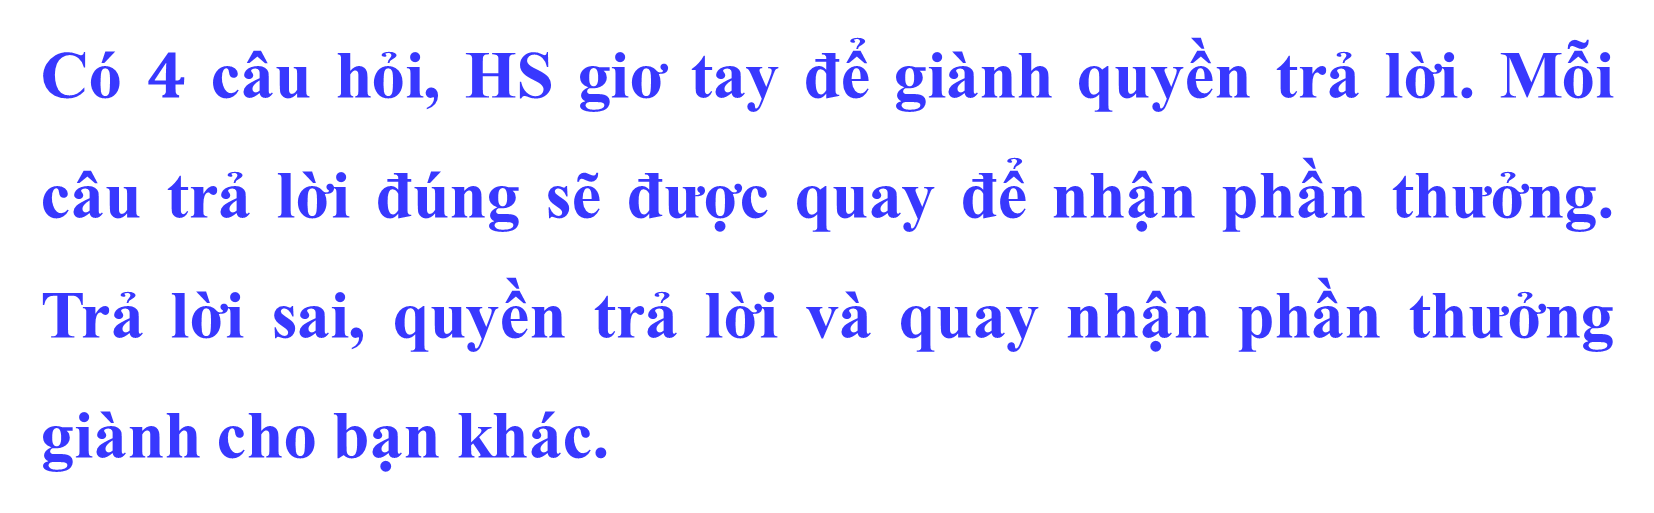 Có 4 câu hỏi, HS giơ tay để giành quyền trả lời. Mỗi
câu trả lời đúng sẽ được quay để nhận phần thưởng.
Trả lời sai, quyền trả lời và quay nhận phần thưởng
giành cho bạn khác.